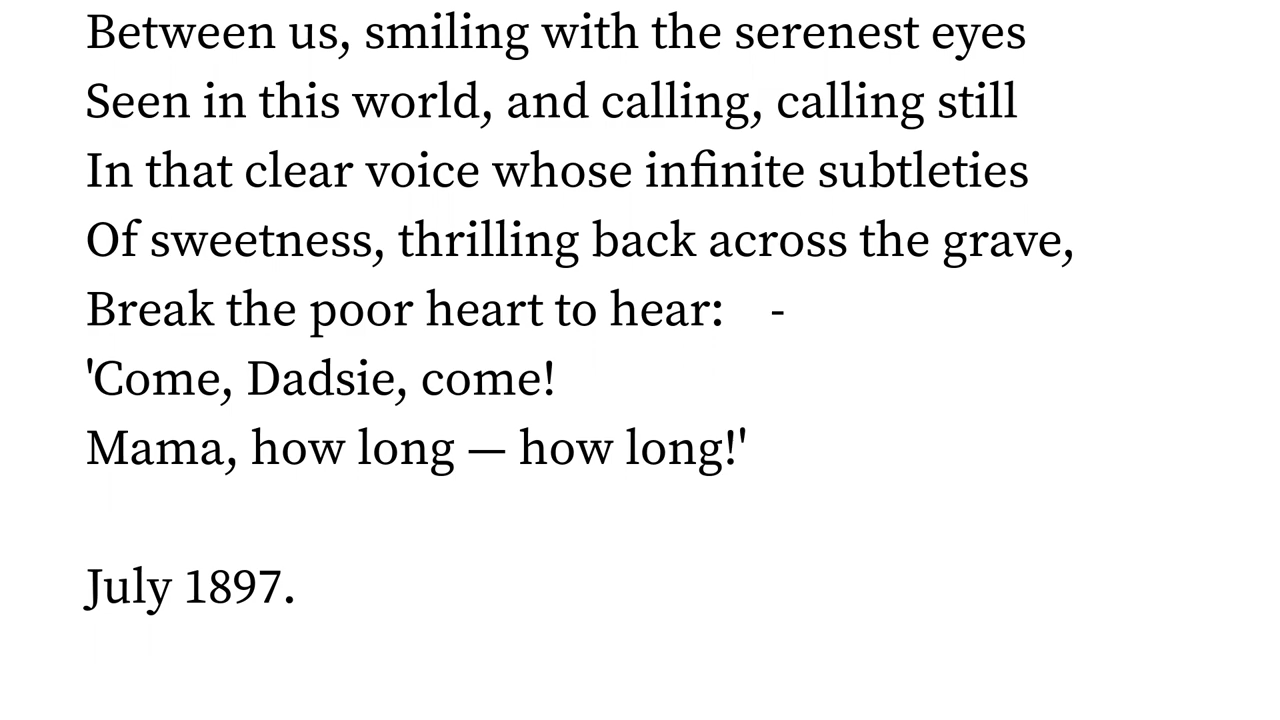 Between us, smiling with the serenest eyes
Seen in this world, and calling, calling still
In that clear voice whose infinite subtleties
Of sweetness, thrilling back across the grave,
Break the poor heart to hear: -
'Come, Dadsie, come!
Mama, how long — how long!'
July 1897.